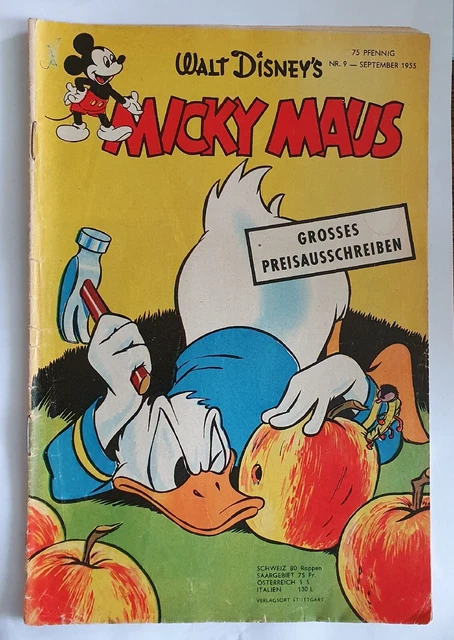 75 PFENNIG
WALT DISNEY'S
NR. 9 — SEPTEMBER 1955
MICKY MAUS
GROSSES
PREISAUSSCHREIBEN
SCHWEIZ 80 Rappen
SAARGEBIET 75 Fr.
ÖSTERREICH S 5
ITALIEN 130 L
VERLAGSORT STUTTGART